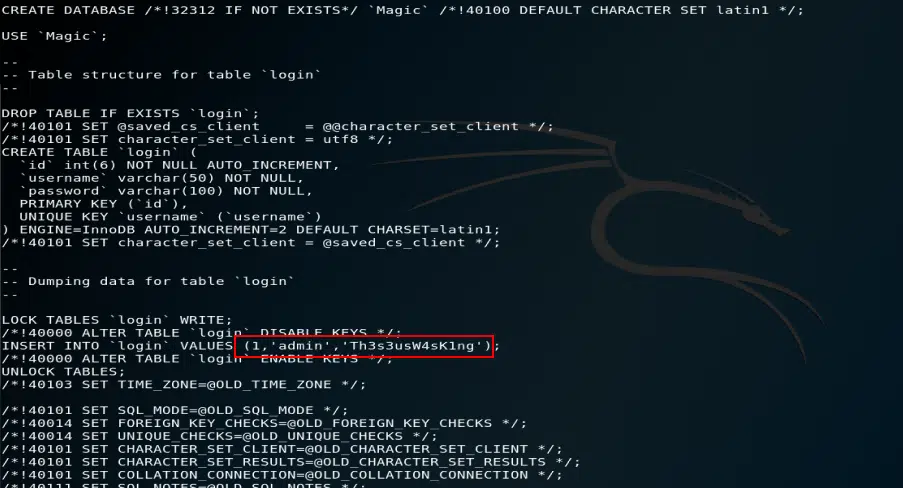 CREATE DATABASE /*!32312 IF NOT EXISTS*/ `Magic` /*!40100 DEFAULT CHARACTER SET latin1 */;
USE `Magic`;
--
-- Table structure for table `login`
--
DROP TABLE IF EXISTS `login`;
/*!40101 SET @saved_cs_client     = @@character_set_client */;
/*!40101 SET character_set_client = utf8 */;
CREATE TABLE `login` (
  `id` int(6) NOT NULL AUTO_INCREMENT,
  `username` varchar(50) NOT NULL,
  `password` varchar(100) NOT NULL,
  PRIMARY KEY (`id`),
  UNIQUE KEY `username` (`username`)
) ENGINE=InnoDB AUTO_INCREMENT=2 DEFAULT CHARSET=latin1;
/*!40101 SET character_set_client = @saved_cs_client */;
--
-- Dumping data for table `login`
--
LOCK TABLES `login` WRITE;
/*!40000 ALTER TABLE `login` DISABLE KEYS */;
INSERT INTO `login` VALUES (1,'admin','Th3s3usW4sK1ng');
/*!40000 ALTER TABLE `login` ENABLE KEYS */;
UNLOCK TABLES;
/*!40103 SET TIME_ZONE=@OLD_TIME_ZONE */;
/*!40101 SET SQL_MODE=@OLD_SQL_MODE */;
/*!40014 SET FOREIGN_KEY_CHECKS=@OLD_FOREIGN_KEY_CHECKS */;
/*!40014 SET UNIQUE_CHECKS=@OLD_UNIQUE_CHECKS */;
/*!40101 SET CHARACTER_SET_CLIENT=@OLD_CHARACTER_SET_CLIENT */;
/*!40101 SET CHARACTER_SET_RESULTS=@OLD_CHARACTER_SET_RESULTS */;
/*!40101 SET COLLATION_CONNECTION=@OLD_COLLATION_CONNECTION */;
/*!40111 SET SQL_NOTES=@OLD_SQL_NOTES */;